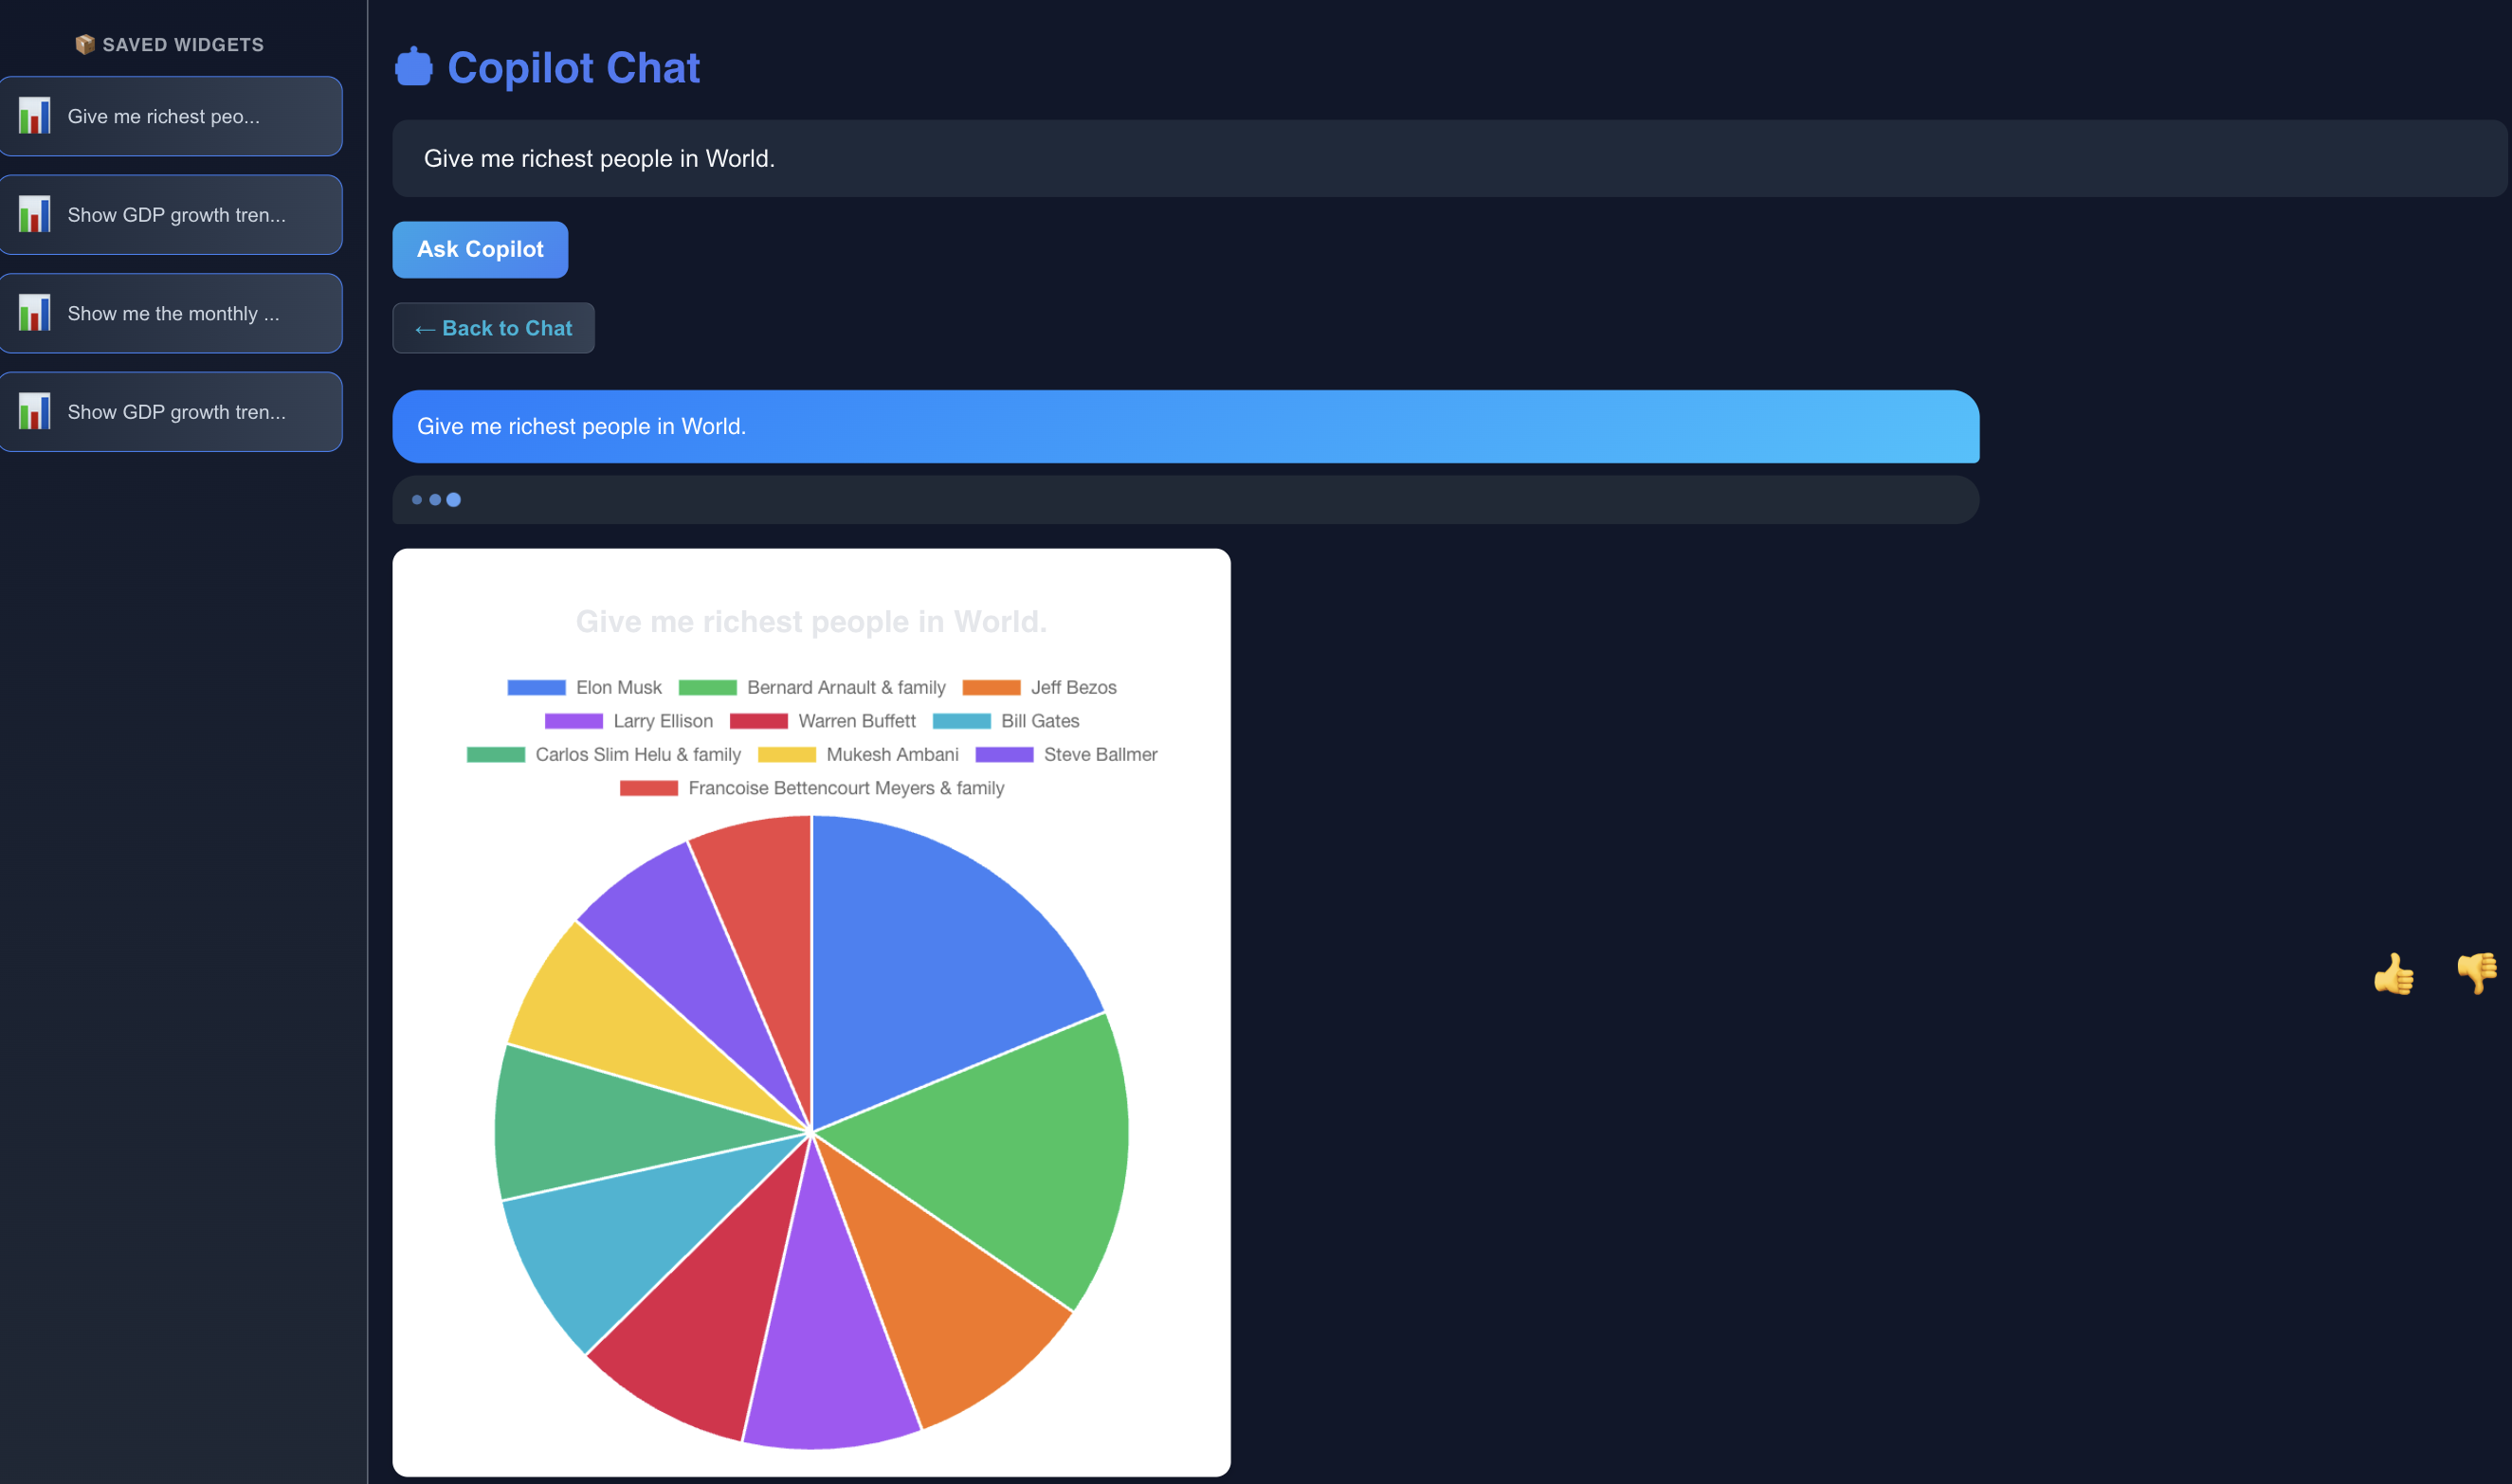 📦 SAVED WIDGETS
Give me richest peo...
Show GDP growth tren...
Show me the monthly ...
Show GDP growth tren...
Copilot Chat
Give me richest people in World.
Ask Copilot
← Back to Chat
Give me richest people in World.
Give me richest people in World.
Elon Musk Bernard Arnault & family Jeff Bezos
Larry Ellison Warren Buffett Bill Gates
Carlos Slim Helu & family Mukesh Ambani Steve Ballmer
Francoise Bettencourt Meyers & family